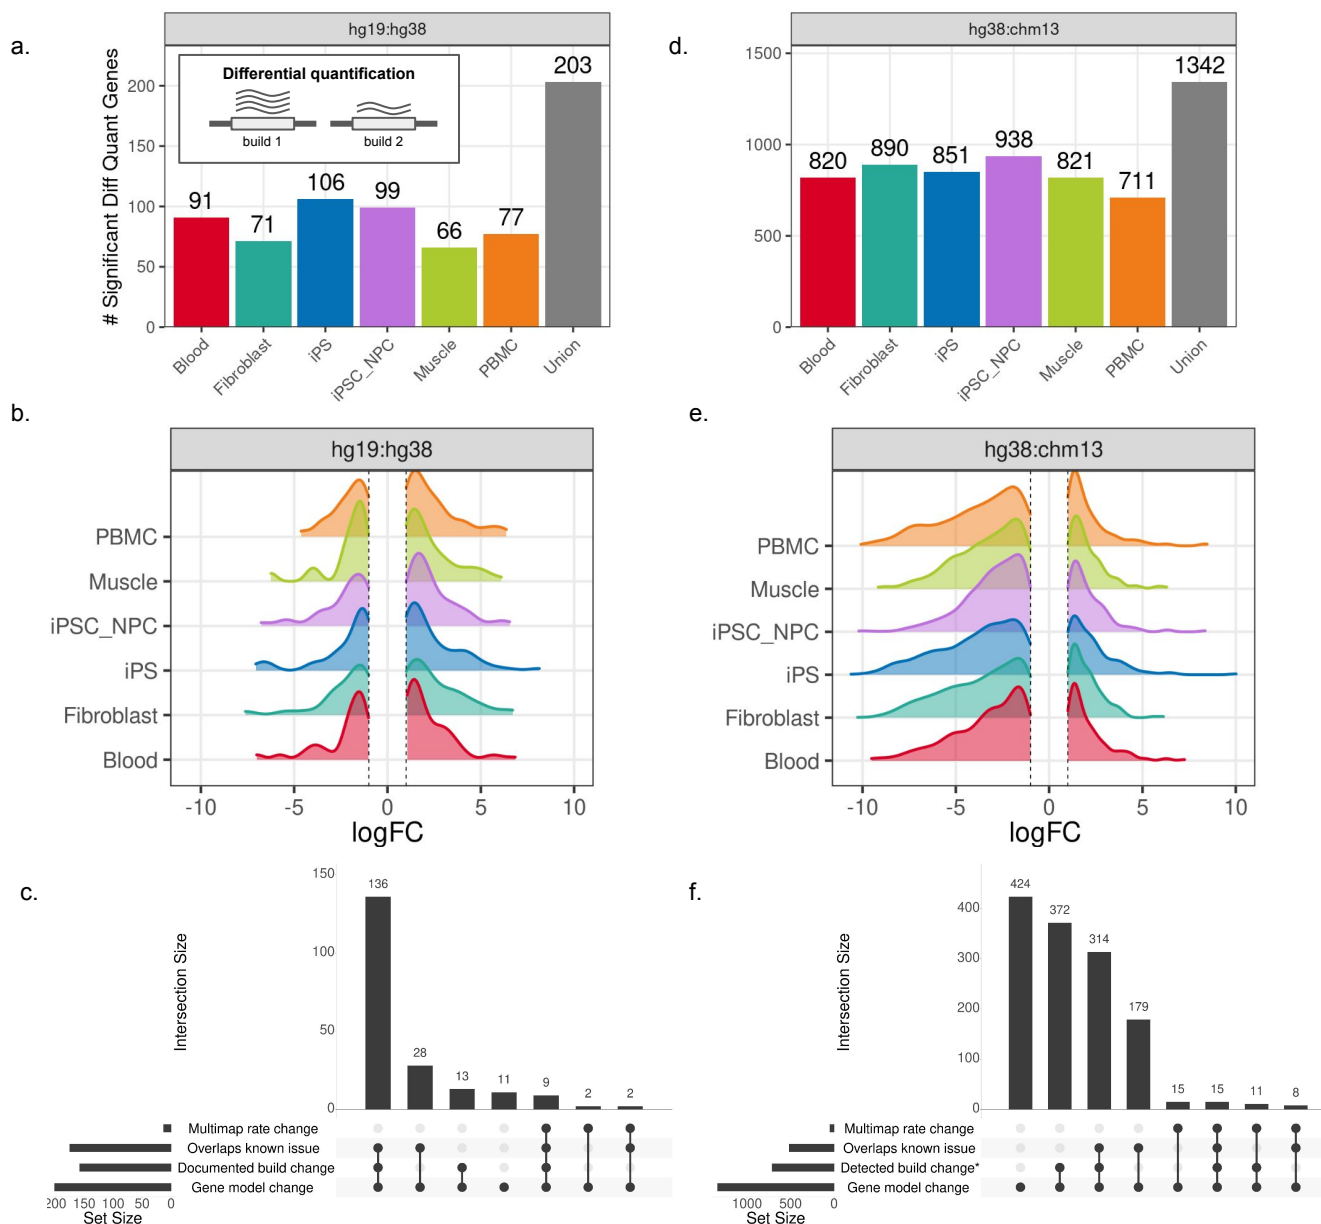 a.
hg19:hg38
# Significant Diff Quant Genes
200
150
100
50
0
Differential quantification
build 1
build 2
91
71
106
99
66
77
203
Blood
Fibroblast
iPS
iPSC_NPC
Muscle
PBMC
Union
d.
hg38:chm13
1500
1000
500
0
820
890
851
938
821
711
1342
Blood
Fibroblast
iPS
iPSC_NPC
Muscle
PBMC
Union
b.
hg19:hg38
PBMC
Muscle
iPSC_NPC
iPS
Fibroblast
Blood
-10 -5 0 5 10
logFC
e.
hg38:chm13
PBMC
Muscle
iPSC_NPC
iPS
Fibroblast
Blood
-10 -5 0 5 10
logFC
c.
Intersection Size
150
100
50
0
136
28
13
11
9
2
2
Multimap rate change
Overlaps known issue
Documented build change
Gene model change
200 150 100 50 0
Set Size
f.
Intersection Size
400
300
200
100
0
424
372
314
179
15
15
11
8
Multimap rate change
Overlaps known issue
Detected build change*
Gene model change
1000 500 0
Set Size